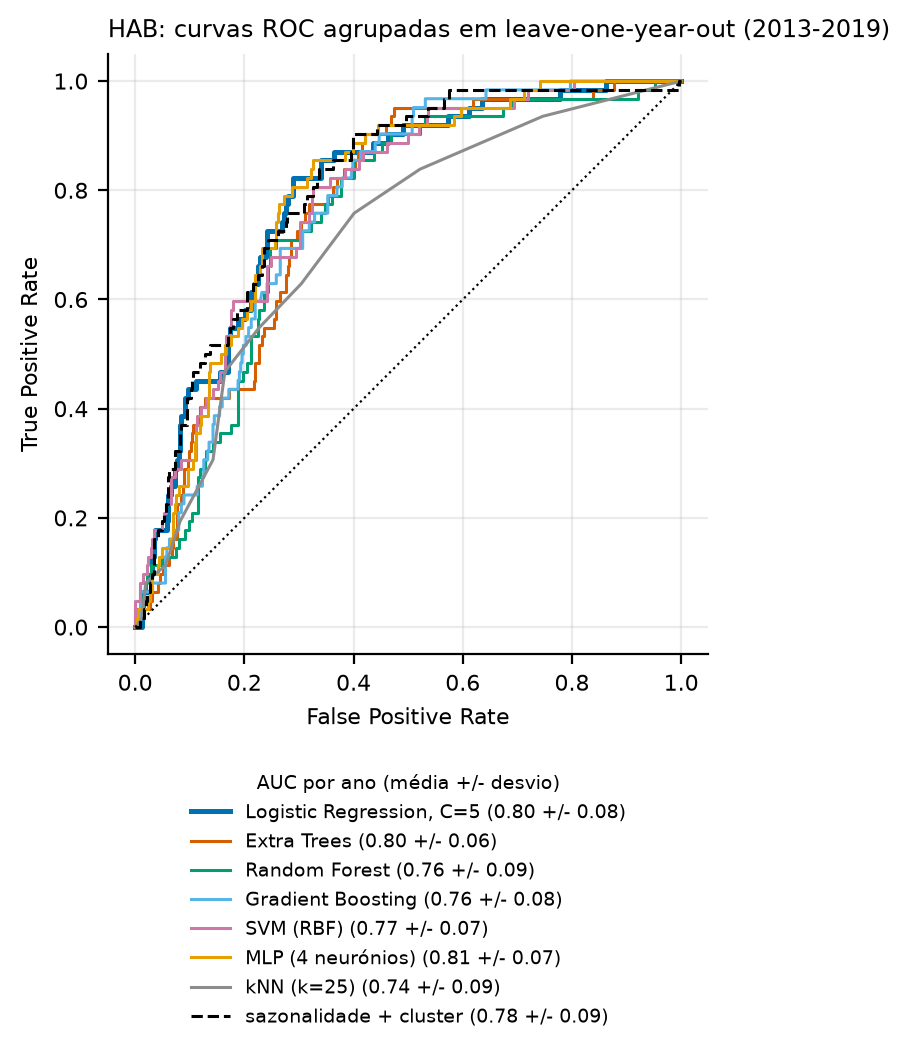 HAB: curvas ROC agrupadas em leave-one-year-out (2013-2019)
1.0
0.8
0.6
0.4
0.2
0.0
True Positive Rate
0.0 0.2 0.4 0.6 0.8 1.0
False Positive Rate
AUC por ano (média +/- desvio)
Logistic Regression, C=5 (0.80 +/- 0.08)
Extra Trees (0.80 +/- 0.06)
Random Forest (0.76 +/- 0.09)
Gradient Boosting (0.76 +/- 0.08)
SVM (RBF) (0.77 +/- 0.07)
MLP (4 neurónios) (0.81 +/- 0.07)
kNN (k=25) (0.74 +/- 0.09)
sazonalidade + cluster (0.78 +/- 0.09)